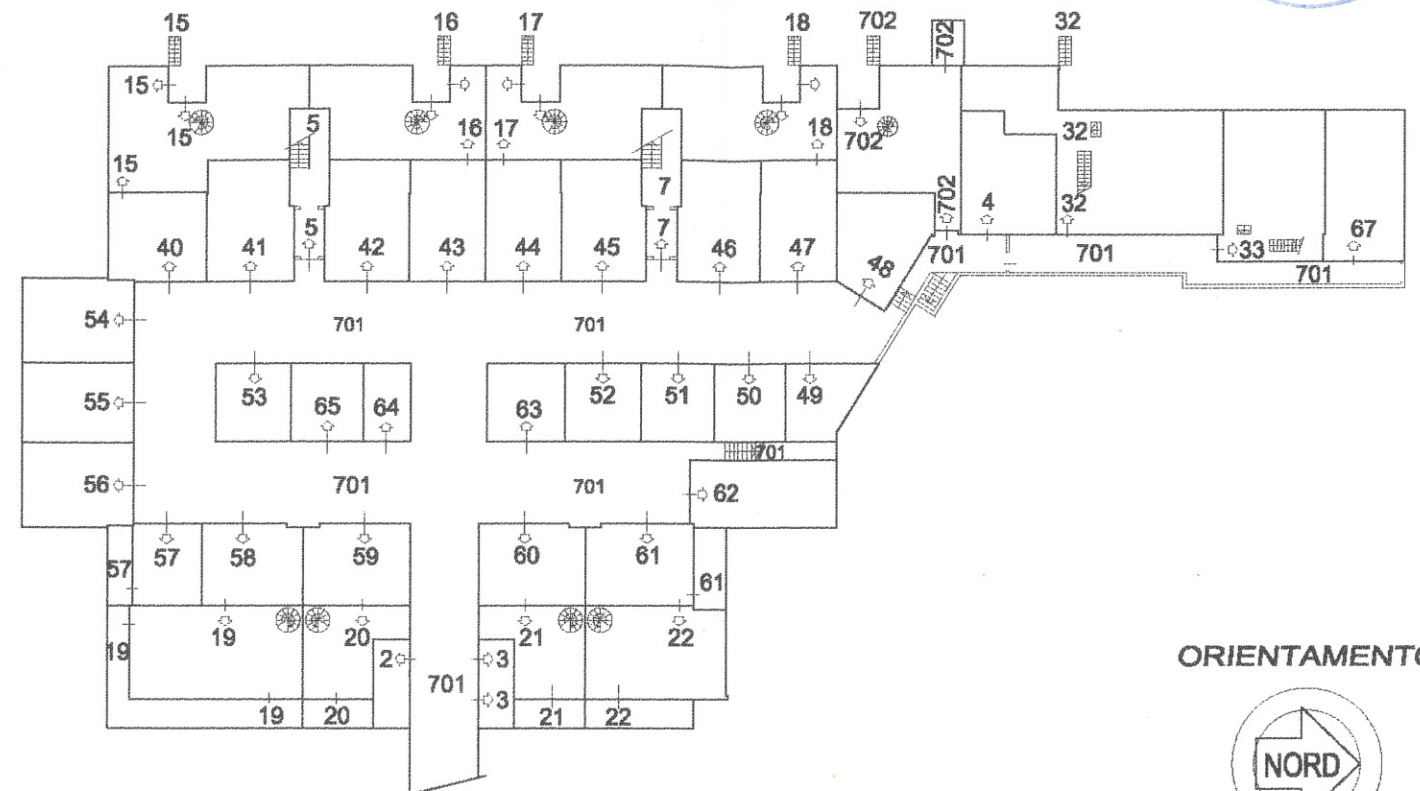 15 16 17 18 702 702 32
15 15 5 16 17 18 702 32
15 7 702 4 32
40 41 5 42 43 44 45 7 46 47 48 701 701 33 67
701
54 701 701
55 53 65 64 63 52 51 50 49
701
56 701 701 62
57 57 58 59 60 61 61
19 19 20 21 22
2 3
701 3
19 20 21 22
ORIENTAMENTO
NORD